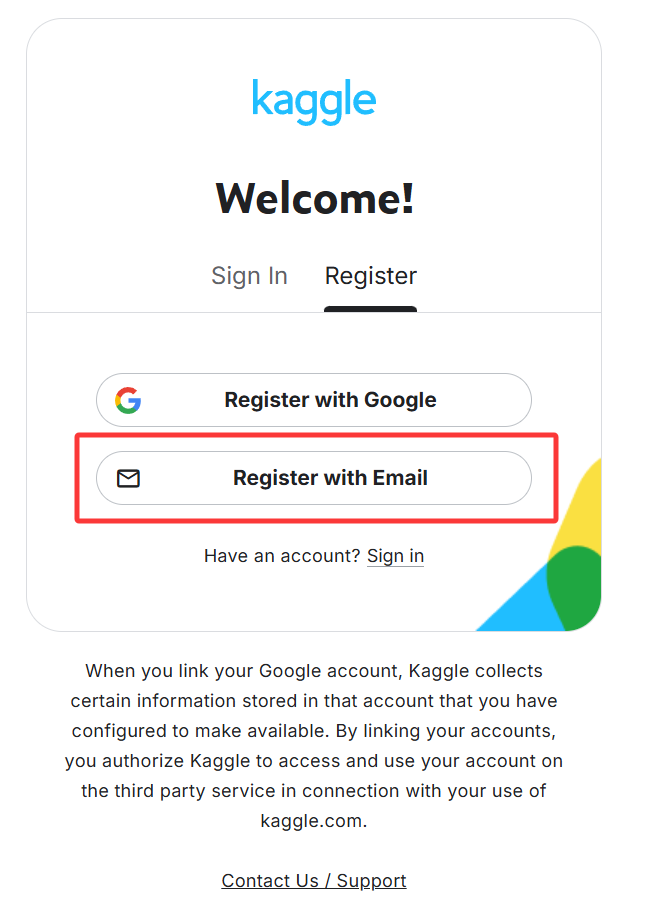 kaggle
Welcome!
Sign In Register
Register with Google
Register with Email
Have an account? Sign in
When you link your Google account, Kaggle collects
certain information stored in that account that you have
configured to make available. By linking your accounts,
you authorize Kaggle to access and use your account on
the third party service in connection with your use of
kaggle.com.
Contact Us / Support